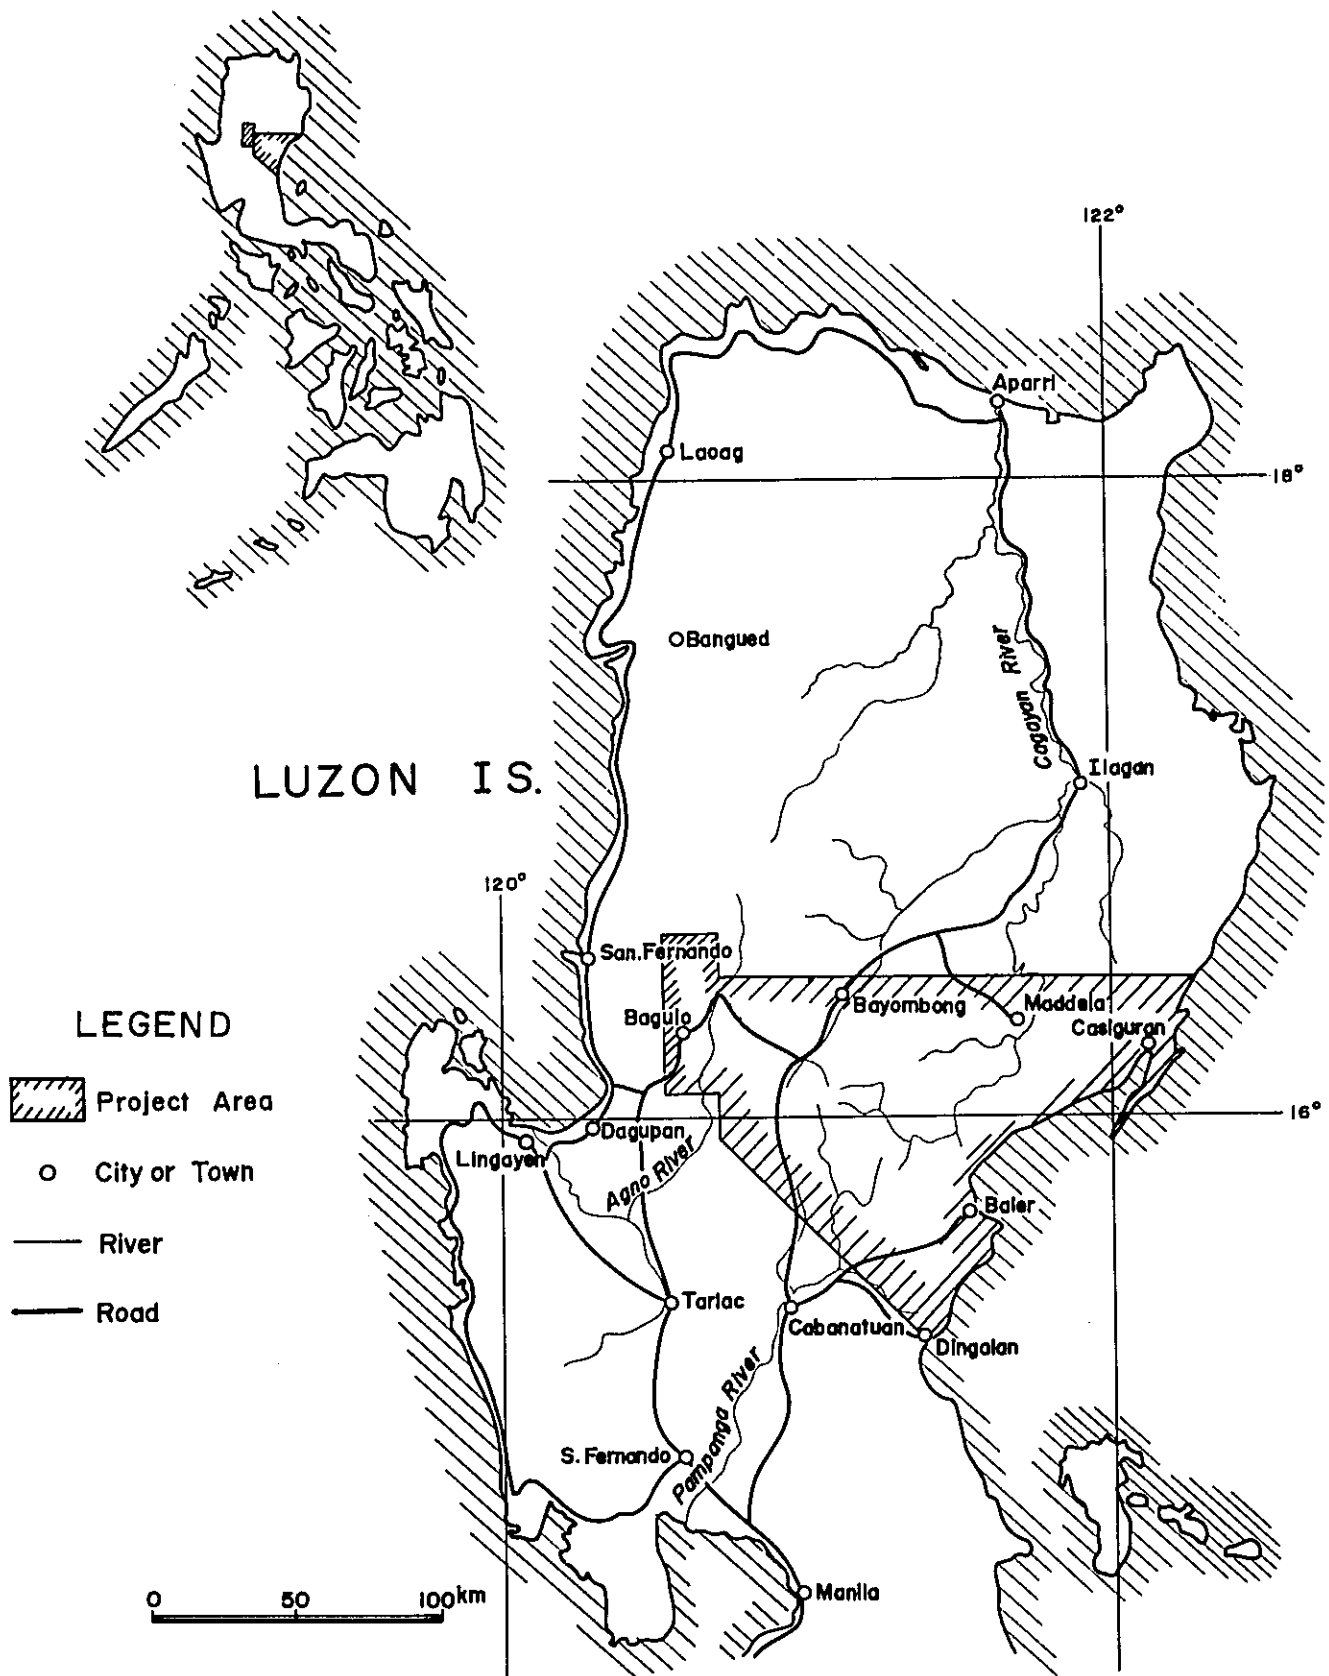 122°
Aparri
Laoag
18°
Bangued
Cagayan River
Ilagan
LUZON IS.
120°
San. Fernando
Bayombong
Maddela
Baguio
Casiguran
LEGEND
Project Area
16°
Dagupan
Lingayen
City or Town
Agno River
Baler
River
Road
Tarlac
Cabanatuan
Dingalan
Pampanga River
S. Fernando
0 50 100 km
Manila